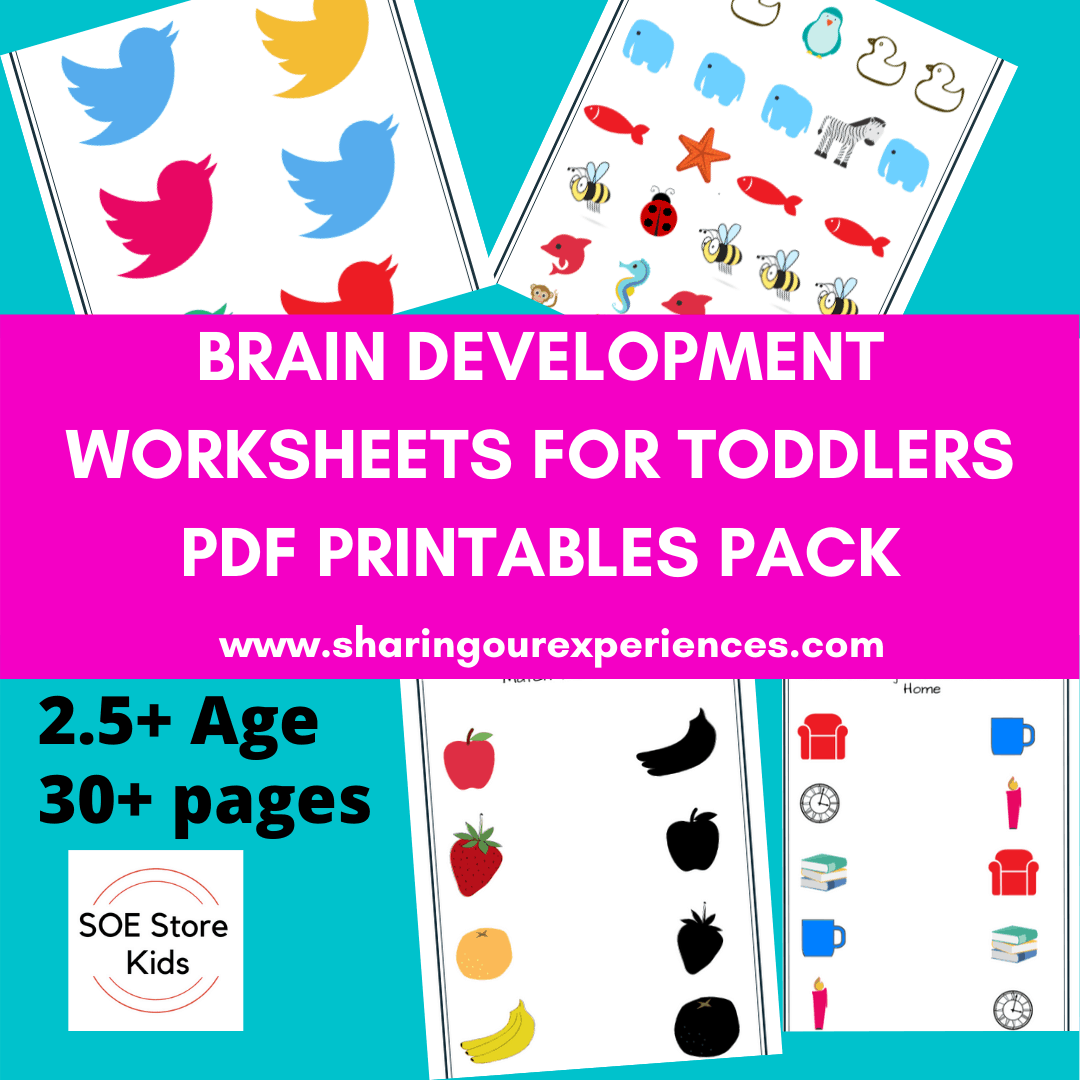 BRAIN DEVELOPMENT
WORKSHEETS FOR TODDLERS
PDF PRINTABLES PACK
www.sharingourexperiences.com
2.5+ Age
30+ pages
SOE Store
Kids
Home